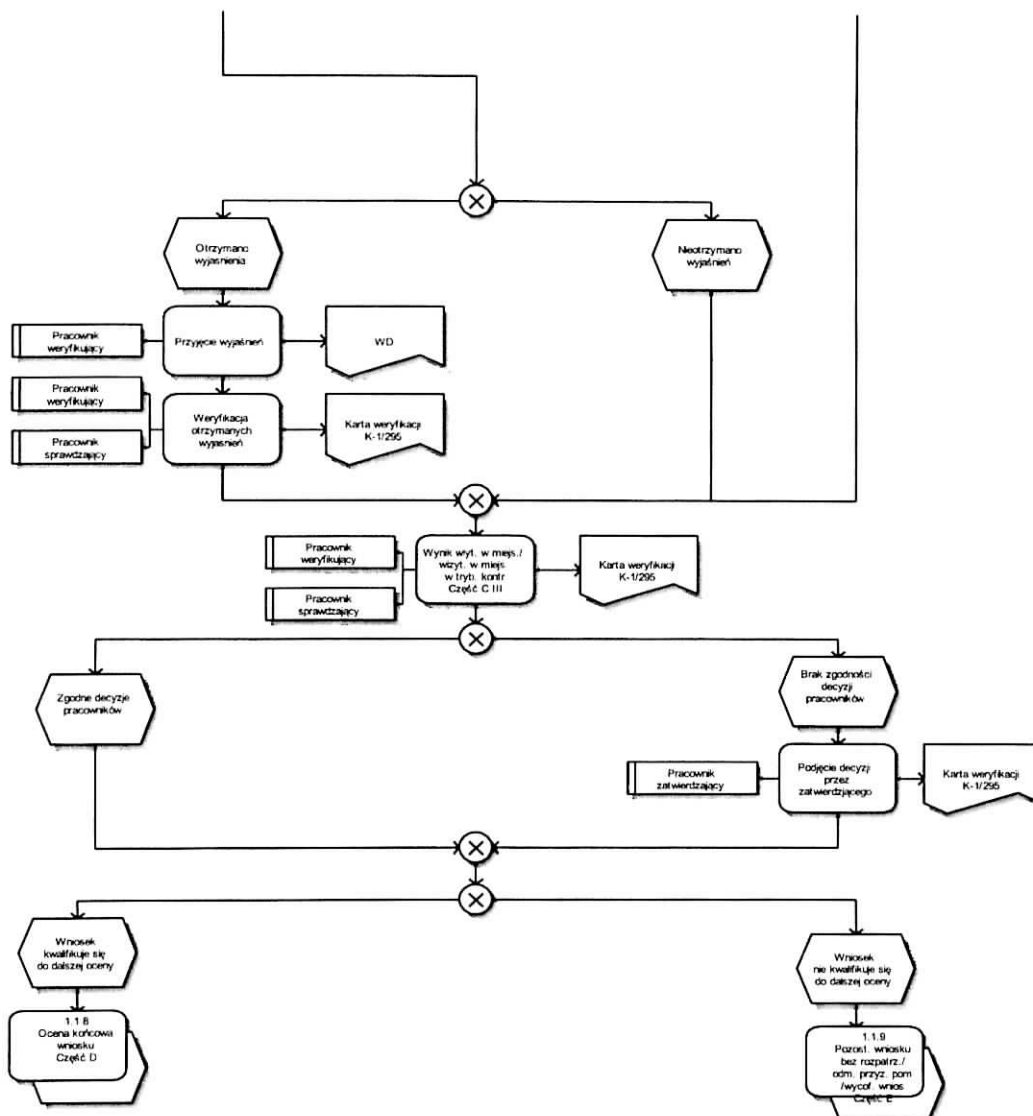 Otrzymano
wyjasnienia
Nieotrzymano
wyjaśnień
Pracownik
weryfikujący
Przyjęcie wyjaśnień
WD
Pracownik
weryfikujący
Pracownik
sprawdzający
Weryfikacja
otrzymanych
wyjasnień
Karta weryfikacji
K-1/295
Pracownik
weryfikujący
Pracownik
sprawdzający
Wynik wiyt. w miejs./
wizyt. w miejs
w tryb. kontr
Część C III
Karta weryfikacji
K-1/295
Zgodne decyzje
pracowników
Brak zgodności
decyzji
pracowników
Pracownik
zatwierdzający
Podjęcie decyzji
przez
zatwierdzjącego
Karta weryfikacji
K-1/295
Wniosek
kwalifikuje się
do dalszej oceny
Wniosek
nie kwalifikuje się
do dalszej oceny
1.1.8
Ocena końcowa
wniosku
Część D
1.1.9
Pozost. wniosku
bez rozpatrz./
odm. przyz. pom
/wycof. wnios
Część E